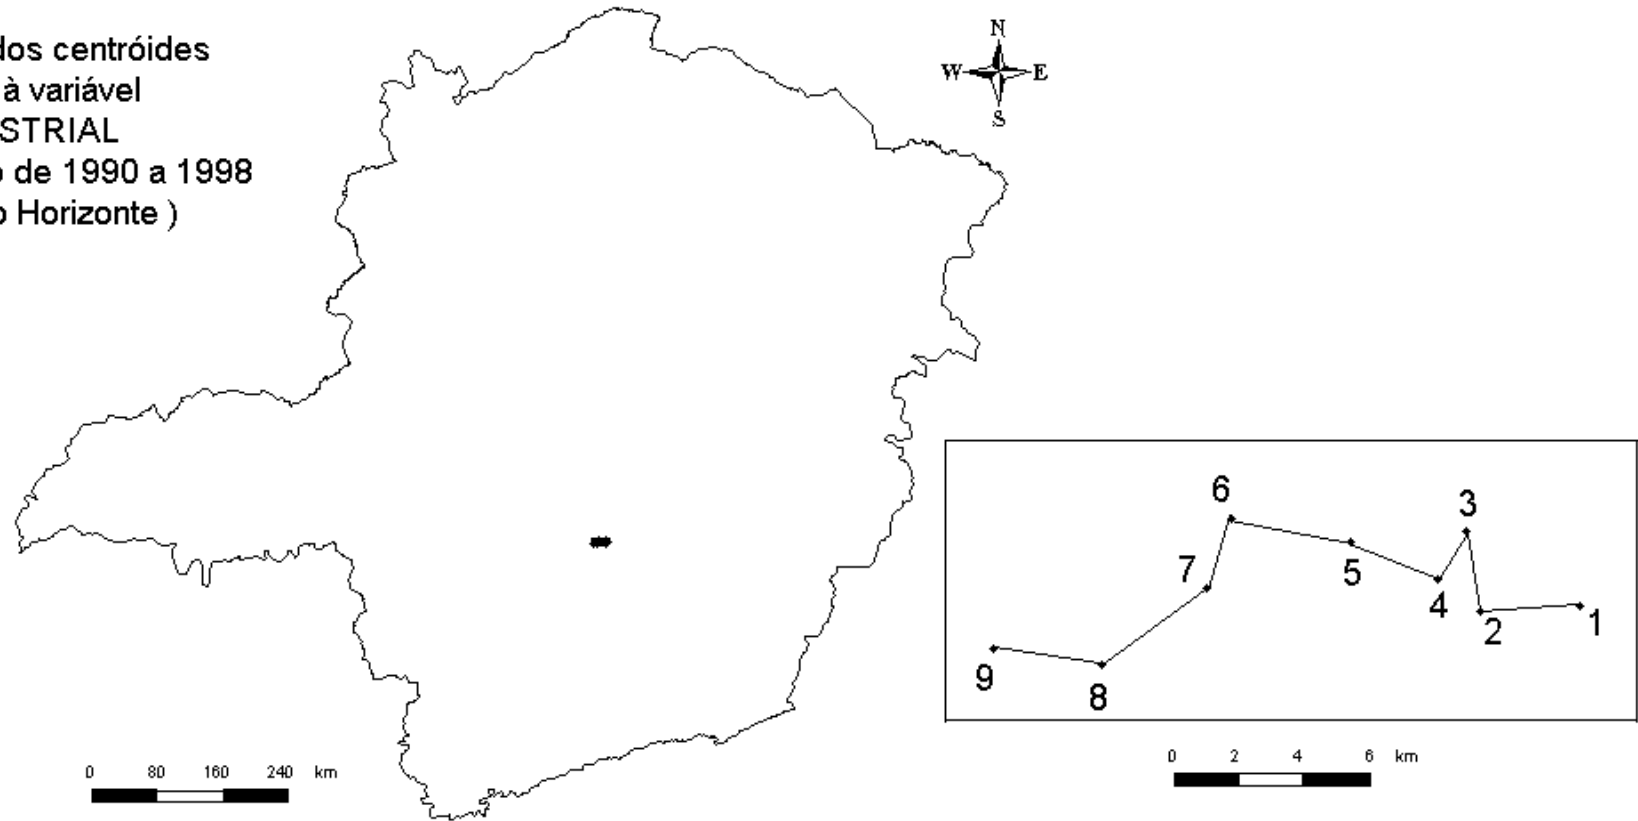 dos centróides
à variável
STRIAL
de 1990 a 1998
Horizonte )
N
W E
S
6
3
7
5
4
2
1
9
8
0 80 160 240 km
0 2 4 6 km